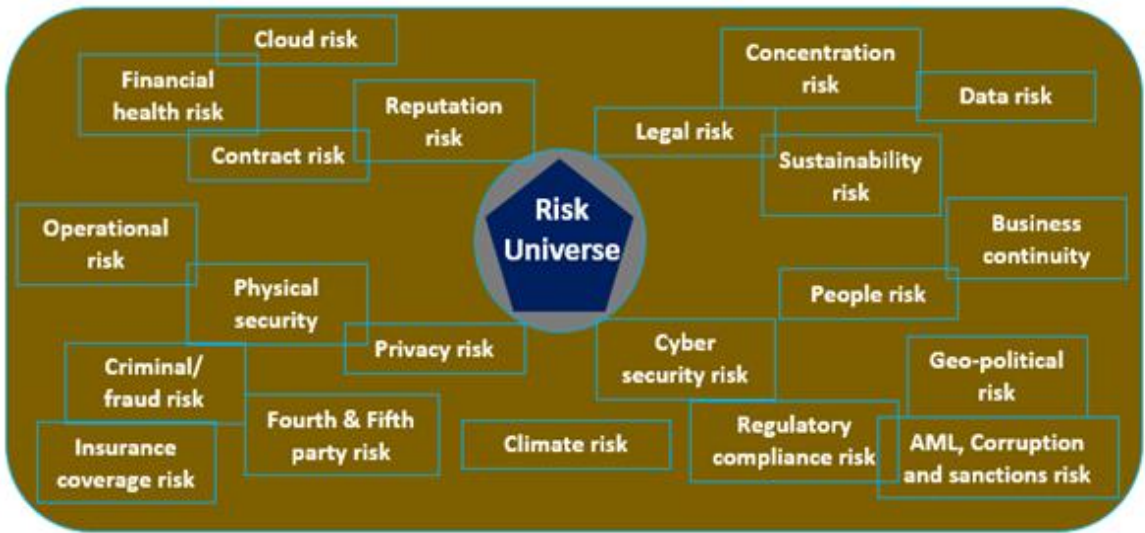 Cloud risk
Financial
health risk
Reputation
risk
Contract risk
Concentration
risk
Data risk
Legal risk
Sustainability
risk
Risk
Universe
Operational
risk
Business
continuity
Physical
security
People risk
Privacy risk
Cyber
security risk
Criminal/
fraud risk
Geo-political
risk
Fourth & Fifth
party risk
Climate risk
Regulatory
compliance risk
AML, Corruption
and sanctions risk
Insurance
coverage risk